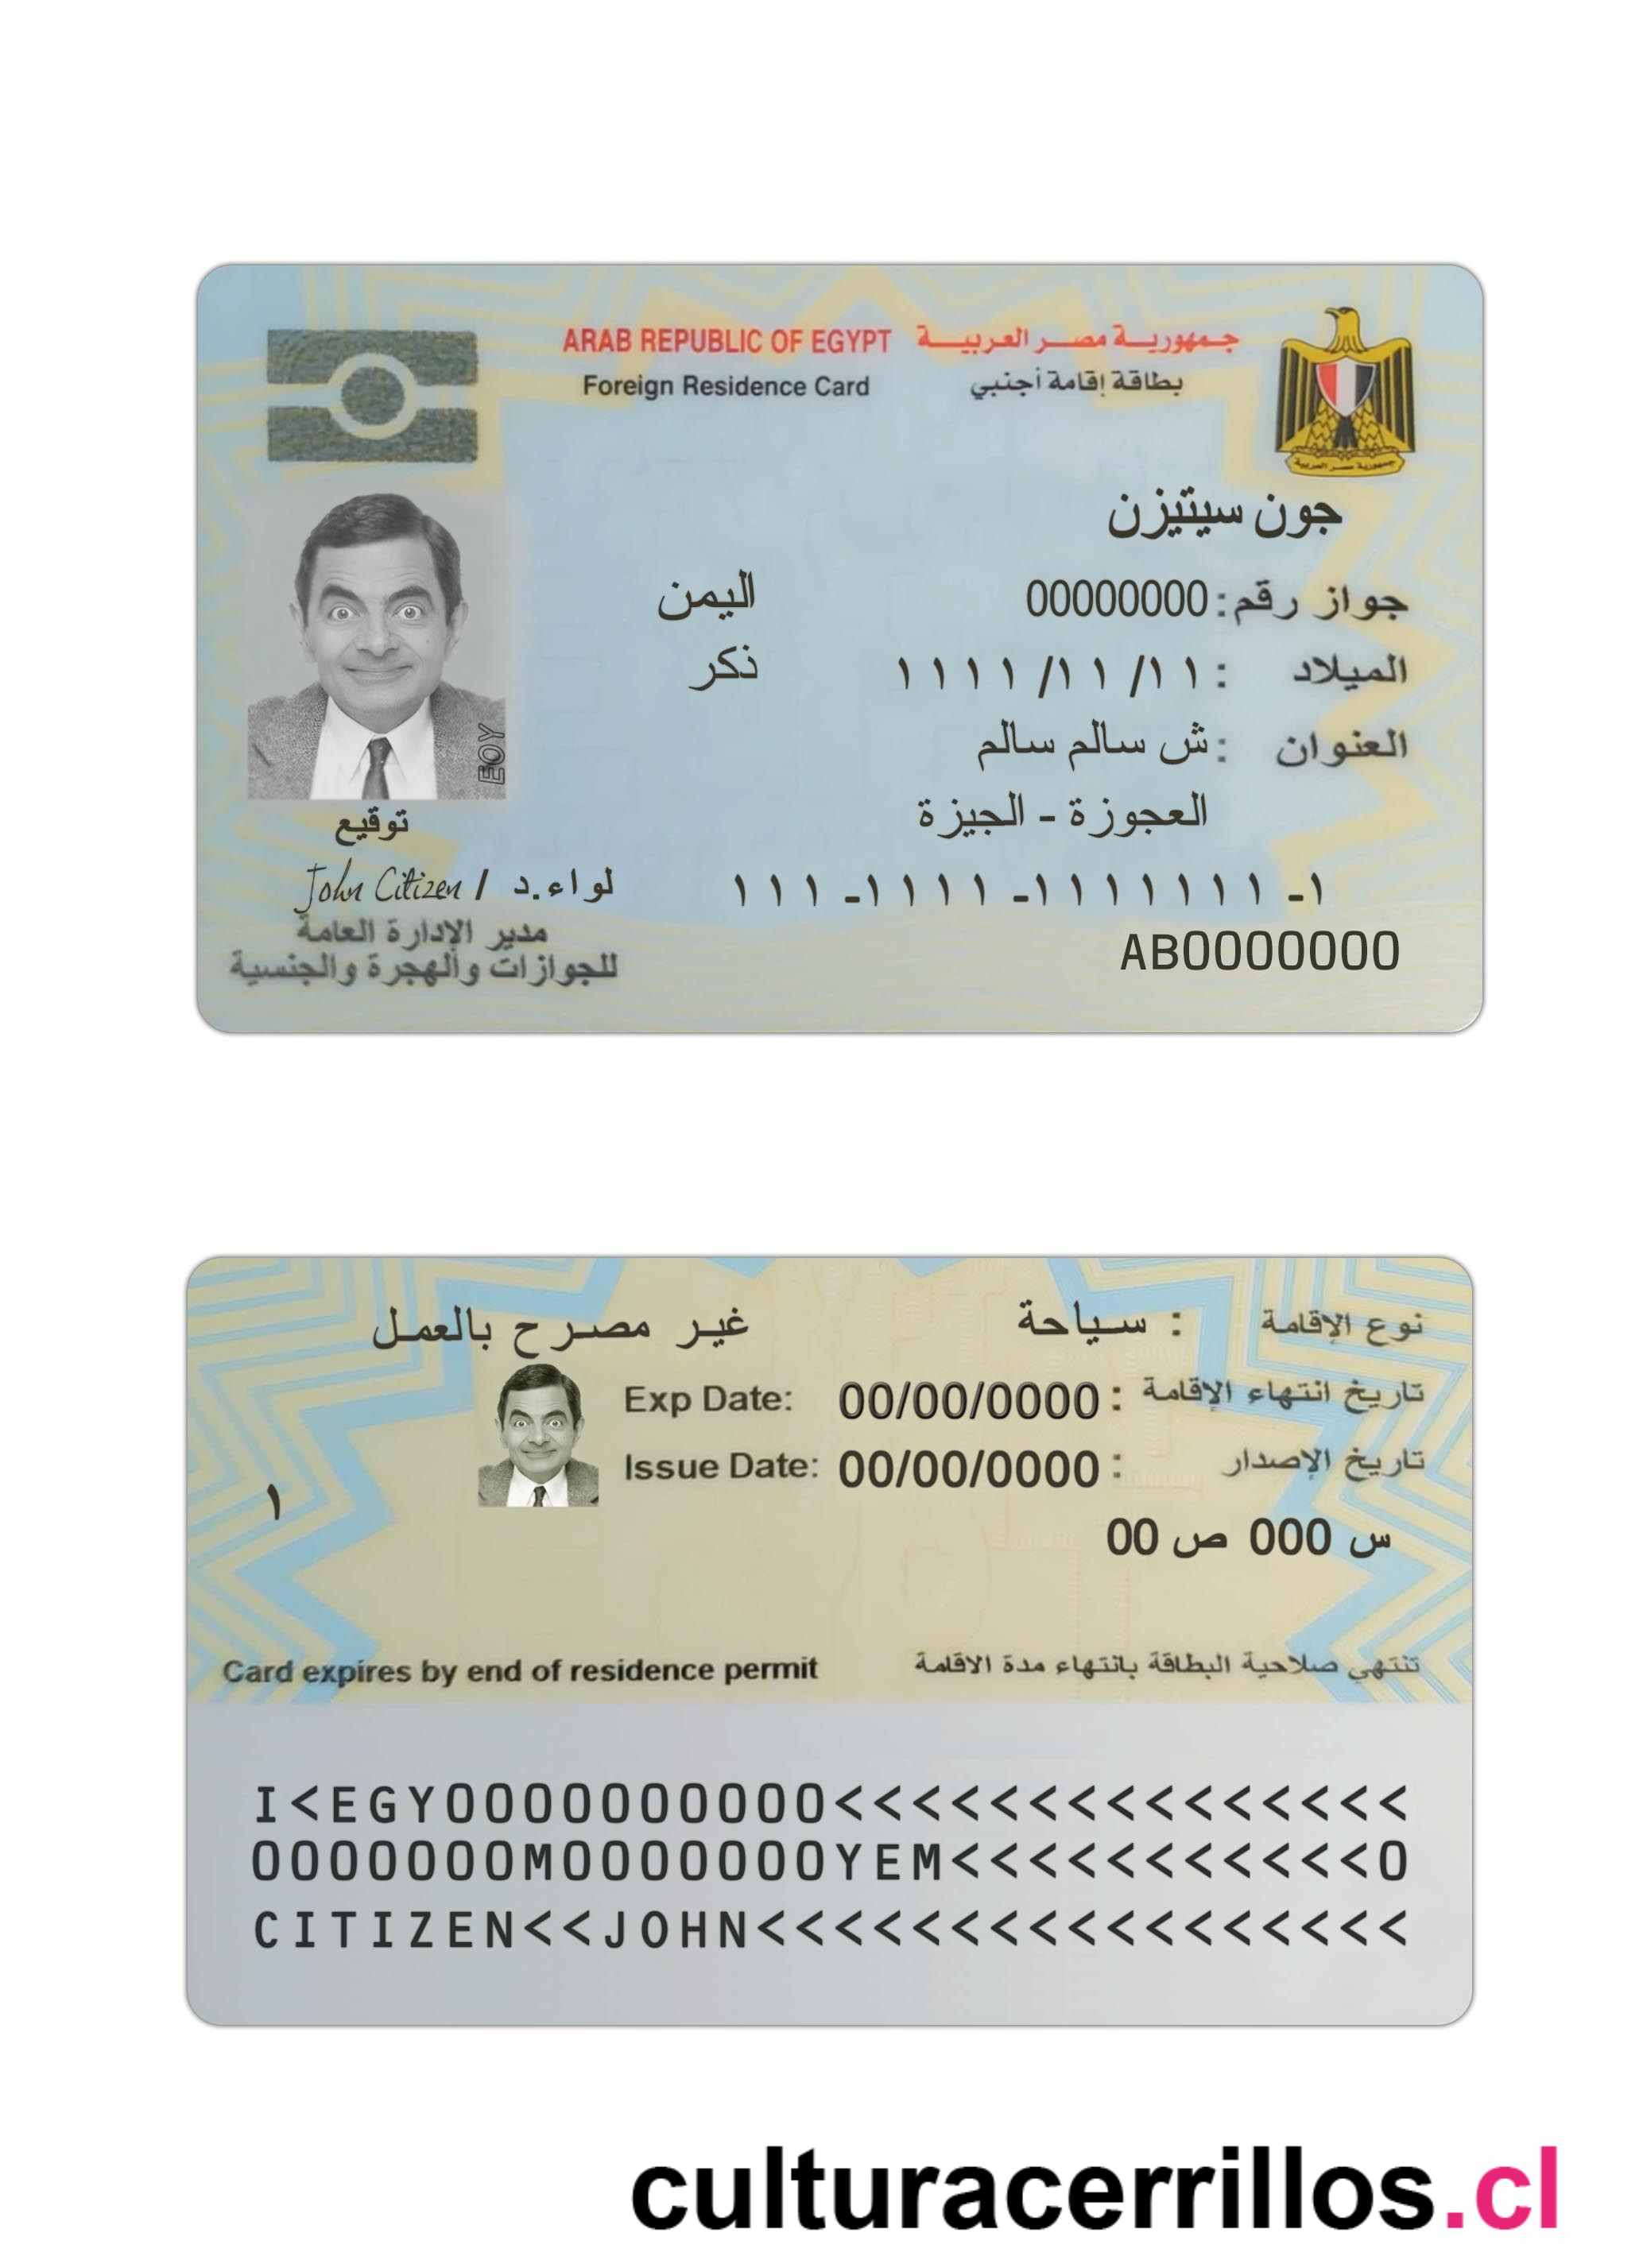 ARAB REPUBLIC OF EGYPT جمهورية مصر العربية
Foreign Residence Card بطاقة إقامة أجنبي
جمهورية مصر العربية
جون سيتيزن
جواز رقم: 00000000 اليمن
الميلاد : ١١/١١/١١١١ ذكر
العنوان : ش سالم سالم
العجوزة - الجيزة
EOY
توقيع
لواء.د / John Citizen
مدير الإدارة العامة
للجوازات والهجرة والجنسية
١- ١١١١١١١- ١١١١- ١١١
AB0000000
نوع الإقامة : سياحة غير مصرح بالعمل
تاريخ انتهاء الإقامة : 00/00/0000 Exp Date:
تاريخ الإصدار : 00/00/0000 Issue Date:
١
س 000 ص 00
Card expires by end of residence permit تنتهي صلاحية البطاقة بانتهاء مدة الاقامة
I<EGY0000000000<<<<<<<<<<<<<<<
0000000M0000000YEM<<<<<<<<<<<0
CITIZEN<<JOHN<<<<<<<<<<<<<<<<<
culturacerrillos.cl